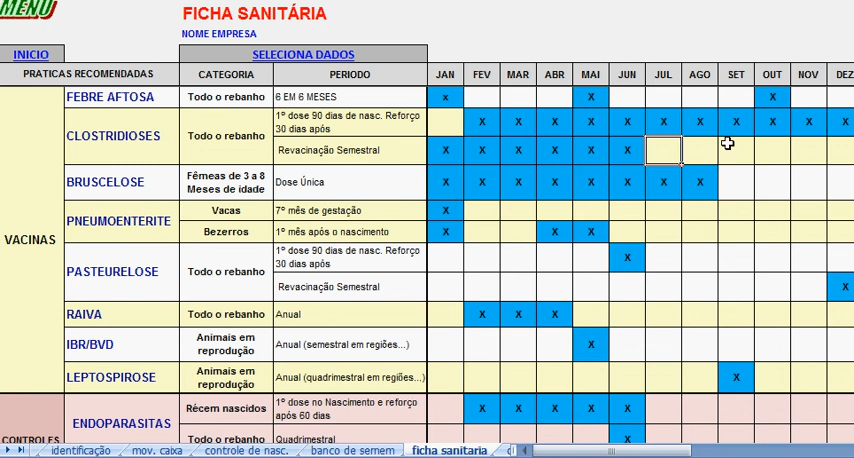 MENU
FICHA SANITÁRIA
NOME EMPRESA
INICIO
SELECIONA DADOS
PRATICAS RECOMENDADAS CATEGORIA PERIODO JAN FEV MAR ABR MAI JUN JUL AGO SET OUT NOV DEZ
VACINAS
FEBRE AFTOSA Todo o rebanho 6 EM 6 MESES x X X
CLOSTRIDIOSES Todo o rebanho
1º dose 90 dias de nasc. Reforço
30 dias após
X X X X X X X X X X X
Revacinação Semestral X X X X X X
BRUSCELOSE
Fêmeas de 3 a 8
Meses de idade
Dose Única X X X X X X X X
PNEUMOENTERITE
Vacas 7º mês de gestação X
Bezerros 1º mês após o nascimento X X X
PASTEURELOSE Todo o rebanho
1º dose 90 dias de nasc. Reforço
30 dias após
X
Revacinação Semestral X
RAIVA Todo o rebanho Anual X X X
IBR/BVD
Animais em
reprodução
Anual (semestral em regiões...) X
LEPTOSPIROSE
Animais em
reprodução
Anual (quadrimestral em regiões...) X
CONTROLES
ENDOPARASITAS
Récem nascidos
1º dose no Nascimento e reforço
após 60 dias
X X X X X
Todo o rebanho Quadrimestral X
identificação mov. caixa controle de nasc. banco de semem ficha sanitaria